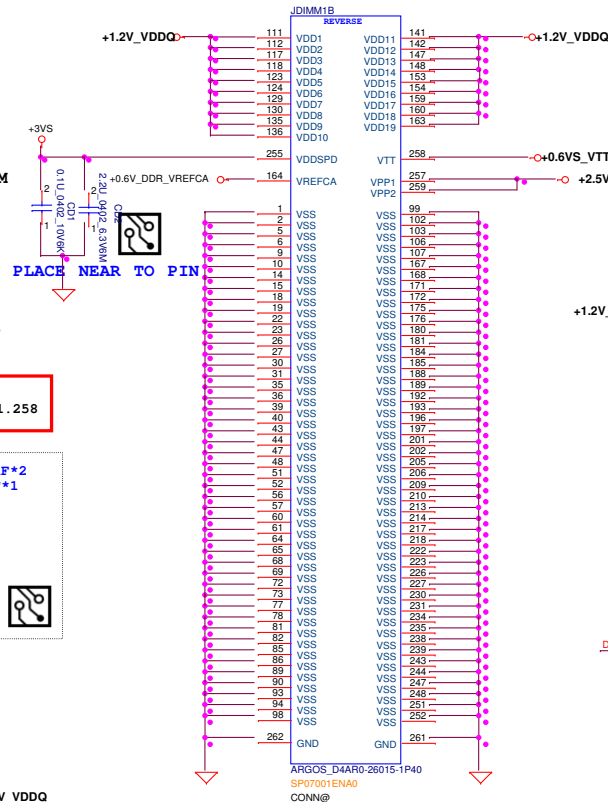 JDIMM1B
REVERSE
+1.2V_VDDQ
111 VDD1 VDD11 141
+1.2V_VDDQ
112 VDD2 VDD12 142
117 VDD3 VDD13 147
118 VDD4 VDD14 148
123 VDD5 VDD15 153
124 VDD6 VDD16 154
129 VDD7 VDD17 159
130 VDD8 VDD18 160
135 VDD9 VDD19 163
136 VDD10
+3VS
255 VDDSPD VTT 258
+0.6VS_VTT
M
+0.6V_DDR_VREFCA
164 VREFCA VPP1 257
+2.5V
VPP2 259
2
1
0.1U_0402_10V6K
CD1
2
1
2.2U_0402_6.3V6M
CD2
PLACE NEAR TO PIN
1 VSS VSS 99
2 VSS VSS 102
5 VSS VSS 103
6 VSS VSS 106
9 VSS VSS 107
10 VSS VSS 167
14 VSS VSS 168
15 VSS VSS 171
18 VSS VSS 172
19 VSS VSS 175
+1.2V_
22 VSS VSS 176
23 VSS VSS 180
26 VSS VSS 181
27 VSS VSS 184
30 VSS VSS 185
31 VSS VSS 188
35 VSS VSS 189
36 VSS VSS 192
39 VSS VSS 193
1.258
40 VSS VSS 196
43 VSS VSS 197
44 VSS VSS 201
47 VSS VSS 202
48 VSS VSS 205
F*2
51 VSS VSS 206
*1
52 VSS VSS 209
56 VSS VSS 210
57 VSS VSS 213
60 VSS VSS 214
61 VSS VSS 217
64 VSS VSS 218
65 VSS VSS 222
68 VSS VSS 223
69 VSS VSS 226
72 VSS VSS 227
73 VSS VSS 230
77 VSS VSS 231
78 VSS VSS 234
81 VSS VSS 235
82 VSS VSS 238
85 VSS VSS 239
D
86 VSS VSS 243
89 VSS VSS 244
90 VSS VSS 247
93 VSS VSS 248
94 VSS VSS 251
98 VSS VSS 252
262 GND GND 261
ARGOS_D4AR0-26015-1P40
SP07001ENA0
CONN@
V VDDQ